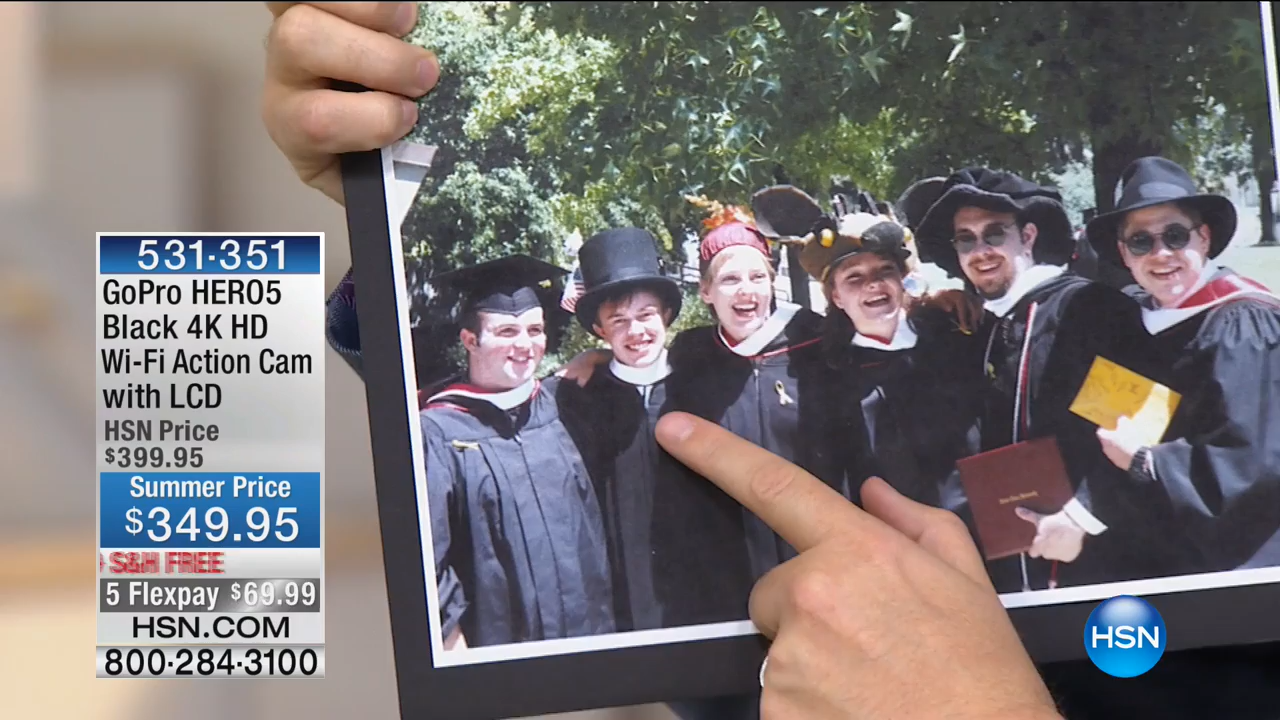 531-351
GoPro HERO5
Black 4K HD
Wi-Fi Action Cam
with LCD
HSN Price
$399.95
Summer Price
$349.95
S&H FREE
5 Flexpay $69.99
HSN.COM
800-284-3100
HSN